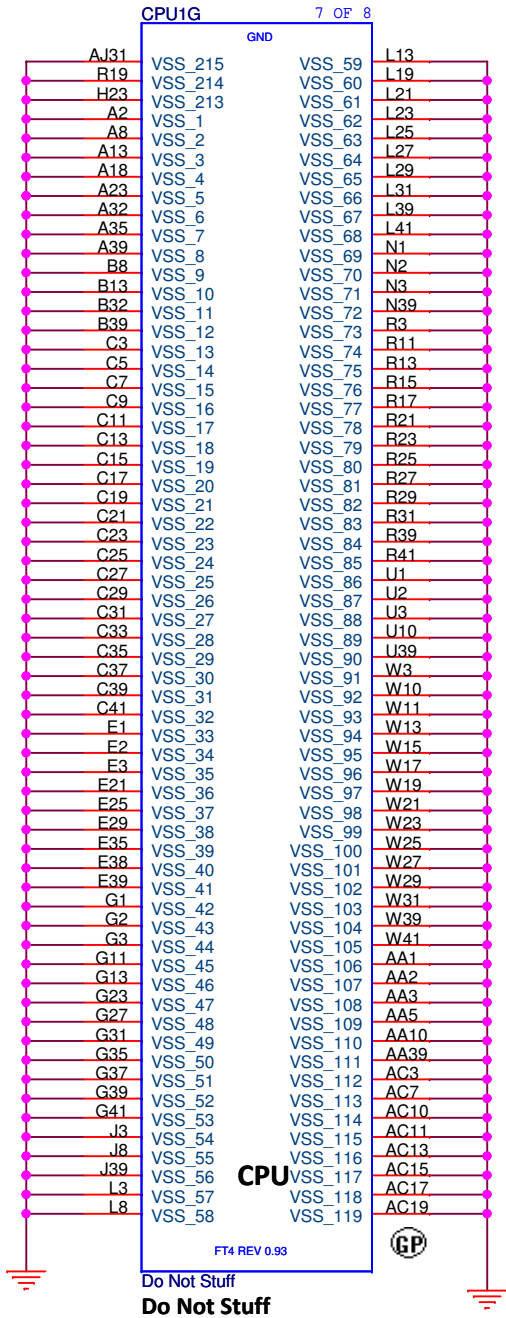 CPU1G 7 OF 8
GND
AJ31 VSS_215 VSS_59 L13
R19 VSS_214 VSS_60 L19
H23 VSS_213 VSS_61 L21
A2 VSS_1 VSS_62 L23
A8 VSS_2 VSS_63 L25
A13 VSS_3 VSS_64 L27
A18 VSS_4 VSS_65 L29
A23 VSS_5 VSS_66 L31
A32 VSS_6 VSS_67 L39
A35 VSS_7 VSS_68 L41
A39 VSS_8 VSS_69 N1
B8 VSS_9 VSS_70 N2
B13 VSS_10 VSS_71 N3
B32 VSS_11 VSS_72 N39
B39 VSS_12 VSS_73 R3
C3 VSS_13 VSS_74 R11
C5 VSS_14 VSS_75 R13
C7 VSS_15 VSS_76 R15
C9 VSS_16 VSS_77 R17
C11 VSS_17 VSS_78 R21
C13 VSS_18 VSS_79 R23
C15 VSS_19 VSS_80 R25
C17 VSS_20 VSS_81 R27
C19 VSS_21 VSS_82 R29
C21 VSS_22 VSS_83 R31
C23 VSS_23 VSS_84 R39
C25 VSS_24 VSS_85 R41
C27 VSS_25 VSS_86 U1
C29 VSS_26 VSS_87 U2
C31 VSS_27 VSS_88 U3
C33 VSS_28 VSS_89 U10
C35 VSS_29 VSS_90 U39
C37 VSS_30 VSS_91 W3
C39 VSS_31 VSS_92 W10
C41 VSS_32 VSS_93 W11
E1 VSS_33 VSS_94 W13
E2 VSS_34 VSS_95 W15
E3 VSS_35 VSS_96 W17
E21 VSS_36 VSS_97 W19
E25 VSS_37 VSS_98 W21
E29 VSS_38 VSS_99 W23
E35 VSS_39 VSS_100 W25
E38 VSS_40 VSS_101 W27
E39 VSS_41 VSS_102 W29
G1 VSS_42 VSS_103 W31
G2 VSS_43 VSS_104 W39
G3 VSS_44 VSS_105 W41
G11 VSS_45 VSS_106 AA1
G13 VSS_46 VSS_107 AA2
G23 VSS_47 VSS_108 AA3
G27 VSS_48 VSS_109 AA5
G31 VSS_49 VSS_110 AA10
G35 VSS_50 VSS_111 AA39
G37 VSS_51 VSS_112 AC3
G39 VSS_52 VSS_113 AC7
G41 VSS_53 VSS_114 AC10
J3 VSS_54 VSS_115 AC11
J8 VSS_55 VSS_116 AC13
J39 VSS_56 CPU VSS_117 AC15
L3 VSS_57 VSS_118 AC17
L8 VSS_58 VSS_119 AC19
GP
FT4 REV 0.93
Do Not Stuff
Do Not Stuff